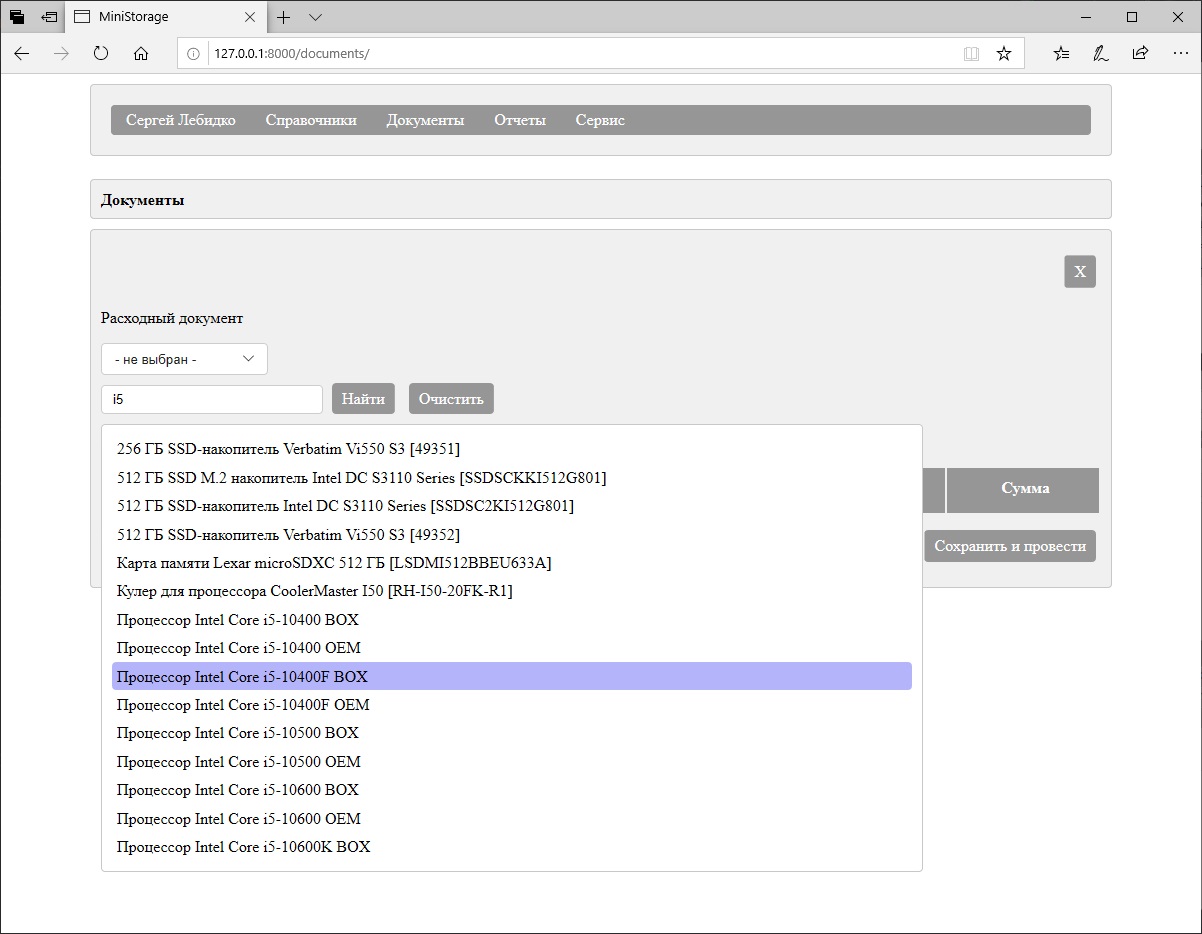 MiniStorage
127.0.0.1:8000/documents/
Сергей Лебидко Справочники Документы Отчеты Сервис
Документы
X
Расходный документ
- не выбран -
i5 Найти Очистить
256 ГБ SSD-накопитель Verbatim Vi550 S3 [49351]
512 ГБ SSD M.2 накопитель Intel DC S3110 Series [SSDSCKKI512G801]
512 ГБ SSD-накопитель Intel DC S3110 Series [SSDSC2KI512G801]
Сумма
512 ГБ SSD-накопитель Verbatim Vi550 S3 [49352]
Сохранить и провести
Карта памяти Lexar microSDXC 512 ГБ [LSDMI512BBEU633A]
Кулер для процессора CoolerMaster I50 [RH-I50-20FK-R1]
Процессор Intel Core i5-10400 BOX
Процессор Intel Core i5-10400 OEM
Процессор Intel Core i5-10400F BOX
Процессор Intel Core i5-10400F OEM
Процессор Intel Core i5-10500 BOX
Процессор Intel Core i5-10500 OEM
Процессор Intel Core i5-10600 BOX
Процессор Intel Core i5-10600 OEM
Процессор Intel Core i5-10600K BOX